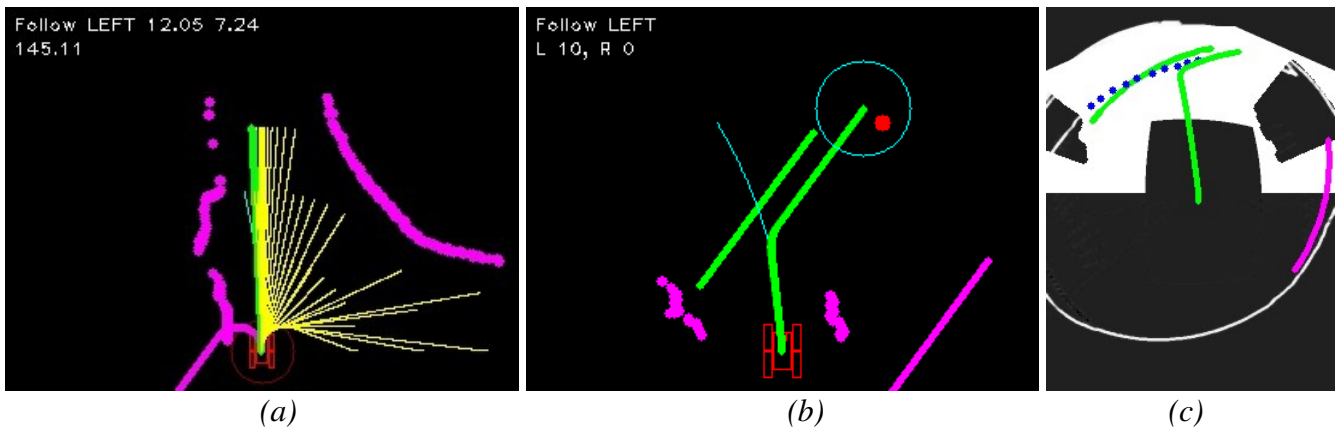 Follow LEFT 12.05 7.24
145.11
Follow LEFT
L 10, R 0
(a)
(b)
(c)